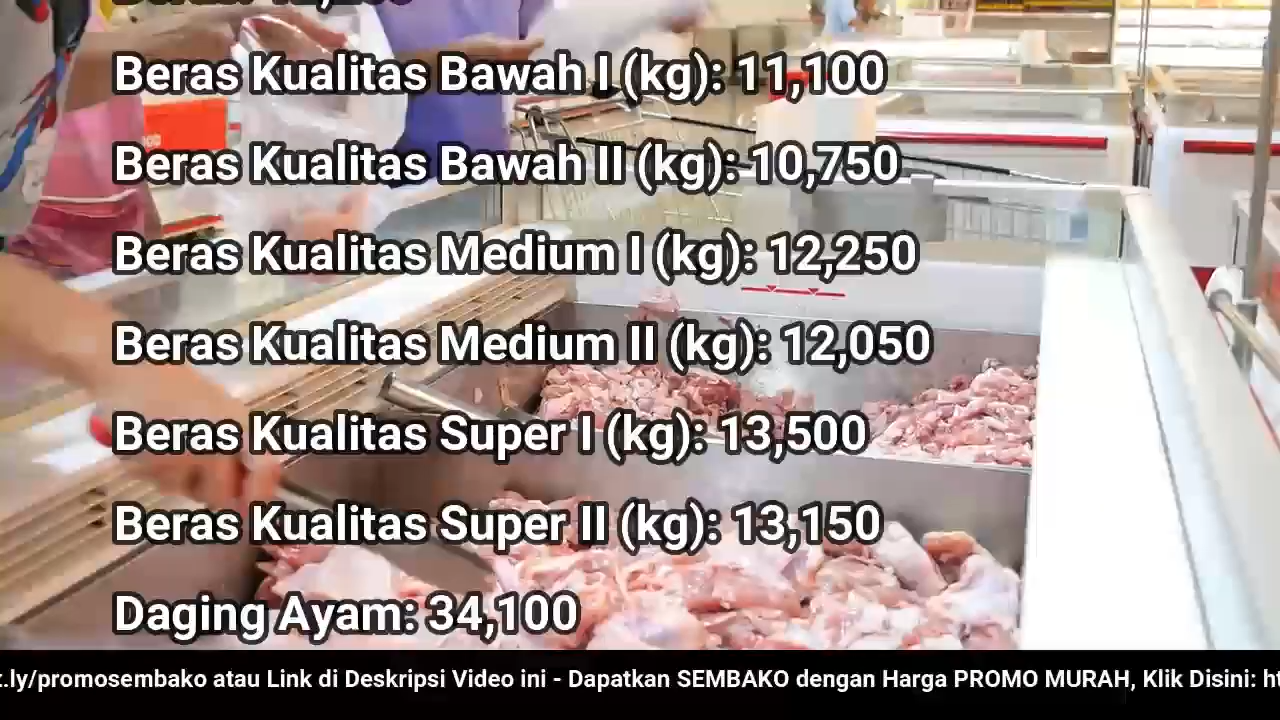 Beras Kualitas Bawah I (kg): 11,100
Beras Kualitas Bawah II (kg): 10,750
Beras Kualitas Medium I (kg): 12,250
Beras Kualitas Medium II (kg): 12,050
Beras Kualitas Super I (kg): 13,500
Beras Kualitas Super II (kg): 13,150
Daging Ayam: 34,100
.ly/promosembako atau Link di Deskripsi Video ini - Dapatkan SEMBAKO dengan Harga PROMO MURAH, Klik Disini: ht